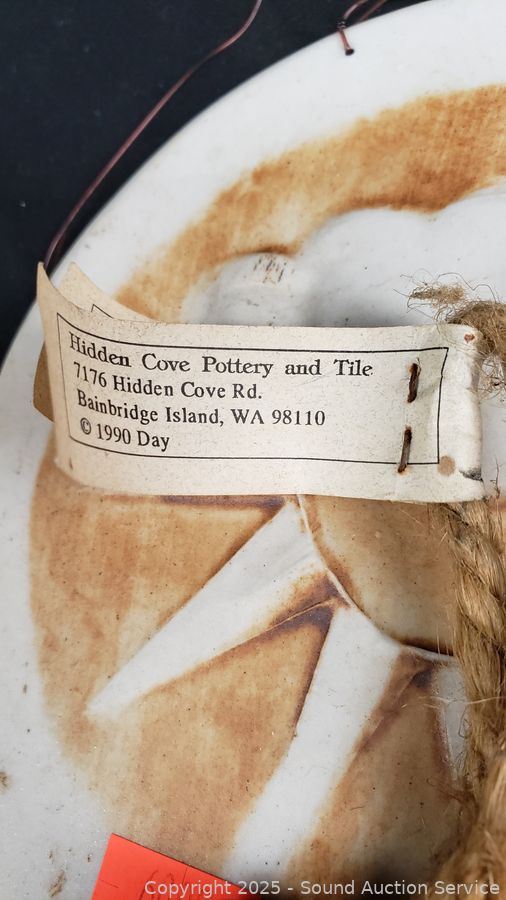 Hidden Cove Pottery and Tile
7176 Hidden Cove Rd.
Bainbridge Island, WA 98110
© 1990 Day
Copyright © 2025 - Sound Auction Service